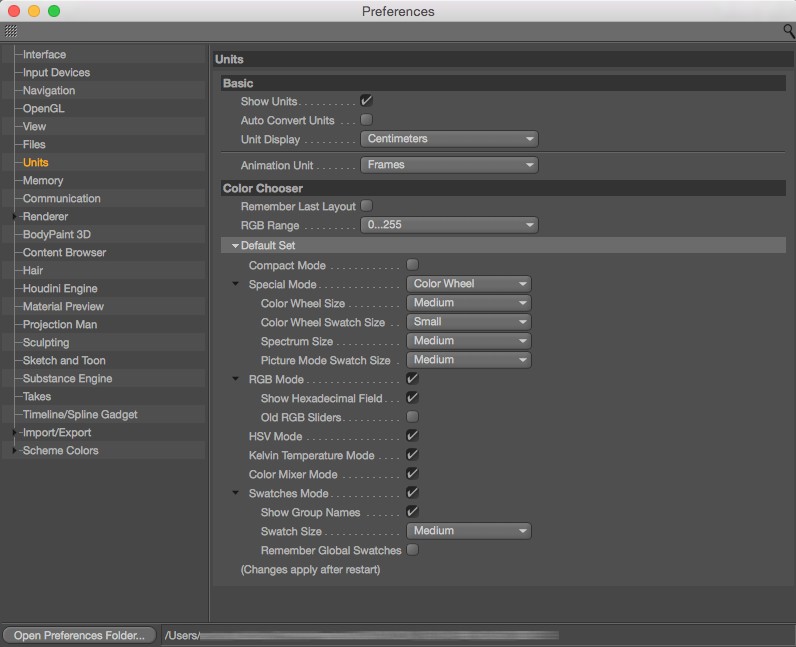 Preferences
Interface
Input Devices
Navigation
OpenGL
View
Files
Units
Memory
Communication
Renderer
BodyPaint 3D
Content Browser
Hair
Houdini Engine
Material Preview
Projection Man
Sculpting
Sketch and Toon
Substance Engine
Takes
Timeline/Spline Gadget
Import/Export
Scheme Colors
Units
Basic
Show Units
Auto Convert Units
Unit Display Centimeters
Animation Unit Frames
Color Chooser
Remember Last Layout
RGB Range 0...255
Default Set
Compact Mode
Special Mode Color Wheel
Color Wheel Size Medium
Color Wheel Swatch Size Small
Spectrum Size Medium
Picture Mode Swatch Size Medium
RGB Mode
Show Hexadecimal Field
Old RGB Sliders
HSV Mode
Kelvin Temperature Mode
Color Mixer Mode
Swatches Mode
Show Group Names
Swatch Size Medium
Remember Global Swatches
(Changes apply after restart)
Open Preferences Folder... /Users/